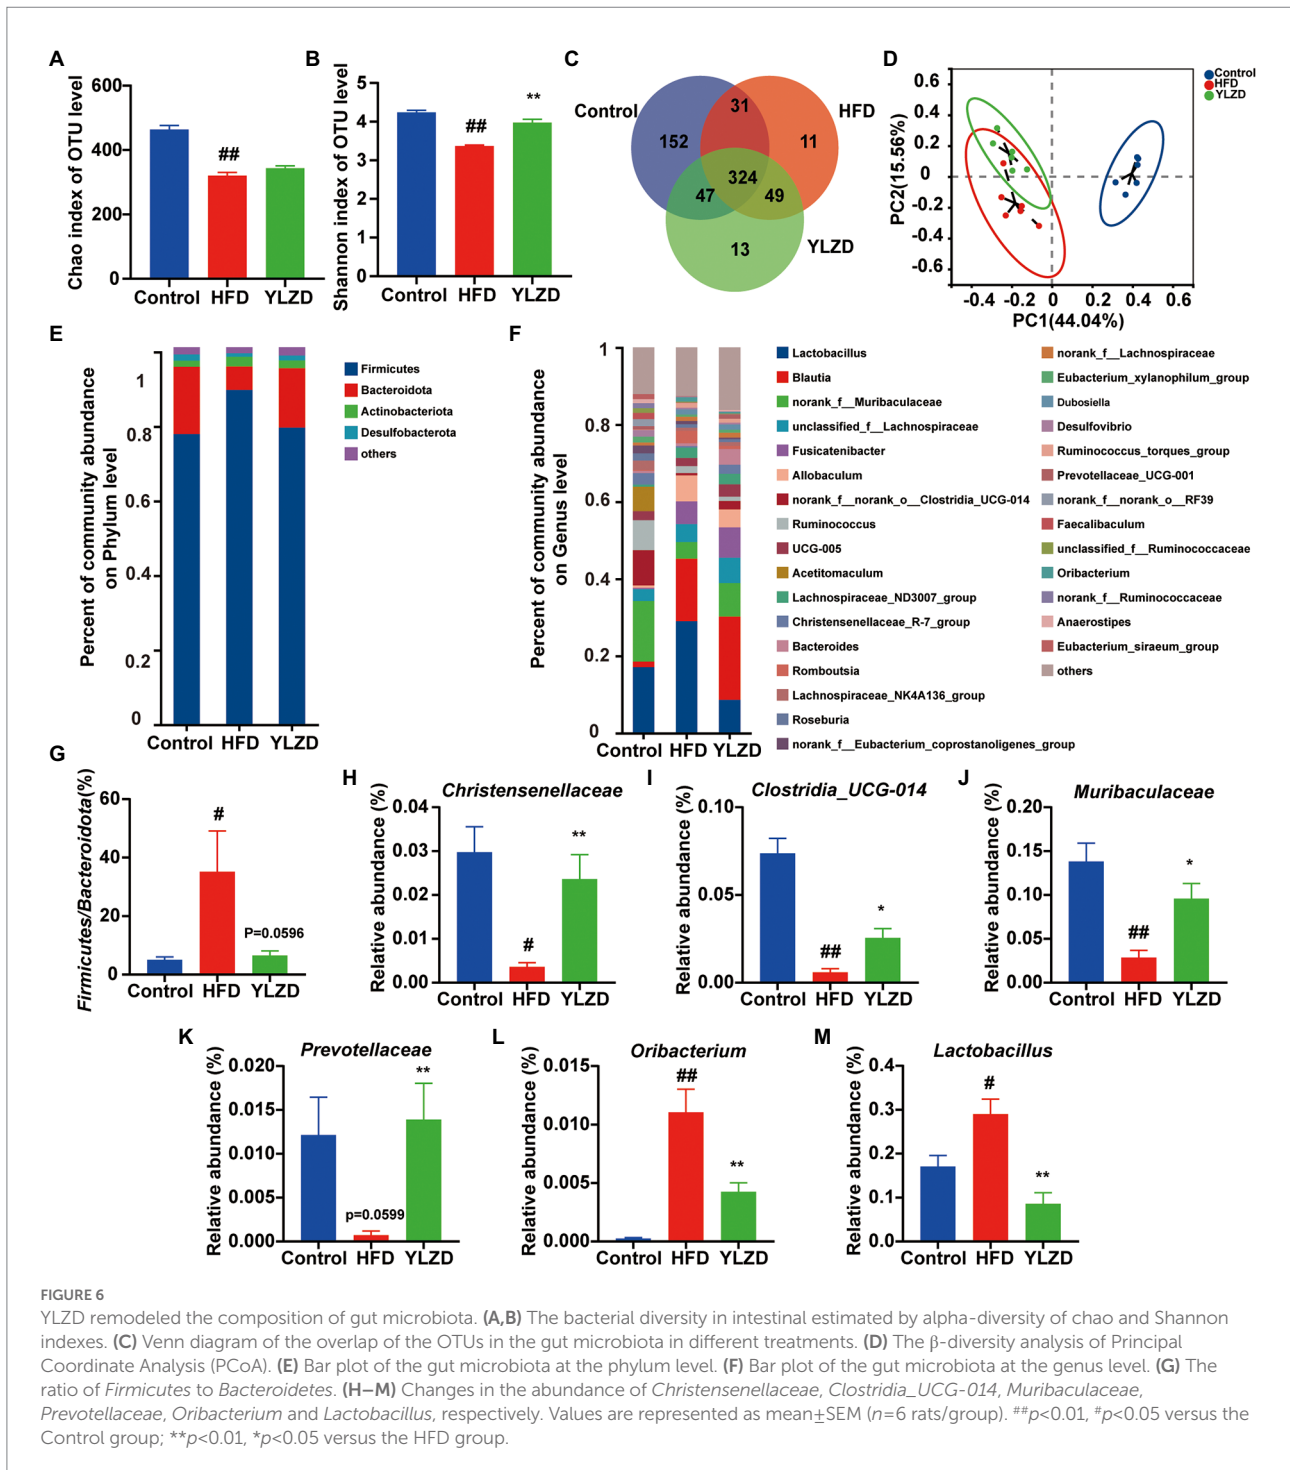 A
Chao index of OTU level
600
400
200
0
##
Control HFD YLZD
B
Shannon index of OTU level
5
4
3
2
1
0
##
**
Control HFD YLZD
C
Control
HFD
YLZD
31
152
11
324
47
49
13
D
PC2(15.56%)
0.6
0.4
0.2
0
-0.2
-0.4
-0.6
-0.4 -0.2 0 0.2 0.4 0.6
PC1(44.04%)
Control
HFD
YLZD
E
Percent of community abundance
on Phylum level
1
0.8
0.6
0.4
0.2
0
Control HFD YLZD
Firmicutes
Bacteroidota
Actinobacteriota
Desulfobacterota
others
F
Percent of community abundance
on Genus level
1
0.8
0.6
0.4
0.2
0
Control HFD YLZD
Lactobacillus
Blautia
norank_f__Muribaculaceae
unclassified_f__Lachnospiraceae
Fusicatenibacter
Allobaculum
norank_f__norank_o__Clostridia_UCG-014
Ruminococcus
UCG-005
Acetitomaculum
Lachnospiraceae_ND3007_group
Christensenellaceae_R-7_group
Bacteroides
Romboutsia
Lachnospiraceae_NK4A136_group
Roseburia
norank_f__Eubacterium_coprostanoligenes_group
norank_f__Lachnospiraceae
Eubacterium_xylanophilum_group
Dubosiella
Desulfovibrio
Ruminococcus_torques_group
Prevotellaceae_UCG-001
norank_f__norank_o__RF39
Faecalibaculum
unclassified_f__Ruminococcaceae
Oribacterium
norank_f__Ruminococcaceae
Anaerostipes
Eubacterium_siraeum_group
others
G
Firmicutes/Bacteroidota(%)
60
40
20
0
#
P=0.0596
Control HFD YLZD
H
Christensenellaceae
Relative abundance (%)
0.04
0.03
0.02
0.01
0.00
#
**
Control HFD YLZD
I
Clostridia_UCG-014
Relative abundance (%)
0.10
0.05
0.00
##
*
Control HFD YLZD
J
Muribaculaceae
Relative abundance (%)
0.20
0.15
0.10
0.05
0.00
##
*
Control HFD YLZD
K
Prevotellaceae
Relative abundance (%)
0.020
0.015
0.010
0.005
0.000
p=0.0599
**
Control HFD YLZD
L
Oribacterium
Relative abundance (%)
0.015
0.010
0.005
0.000
##
**
Control HFD YLZD
M
Lactobacillus
Relative abundance (%)
0.4
0.3
0.2
0.1
0.0
#
**
Control HFD YLZD
FIGURE 6
YLZD remodeled the composition of gut microbiota. (A,B) The bacterial diversity in intestinal estimated by alpha-diversity of chao and Shannon
indexes. (C) Venn diagram of the overlap of the OTUs in the gut microbiota in different treatments. (D) The β-diversity analysis of Principal
Coordinate Analysis (PCoA). (E) Bar plot of the gut microbiota at the phylum level. (F) Bar plot of the gut microbiota at the genus level. (G) The
ratio of Firmicutes to Bacteroidetes. (H–M) Changes in the abundance of Christensenellaceae, Clostridia_UCG-014, Muribaculaceae,
Prevotellaceae, Oribacterium and Lactobacillus, respectively. Values are represented as mean±SEM (n=6 rats/group). ##p<0.01, #p<0.05 versus the
Control group; **p<0.01, *p<0.05 versus the HFD group.